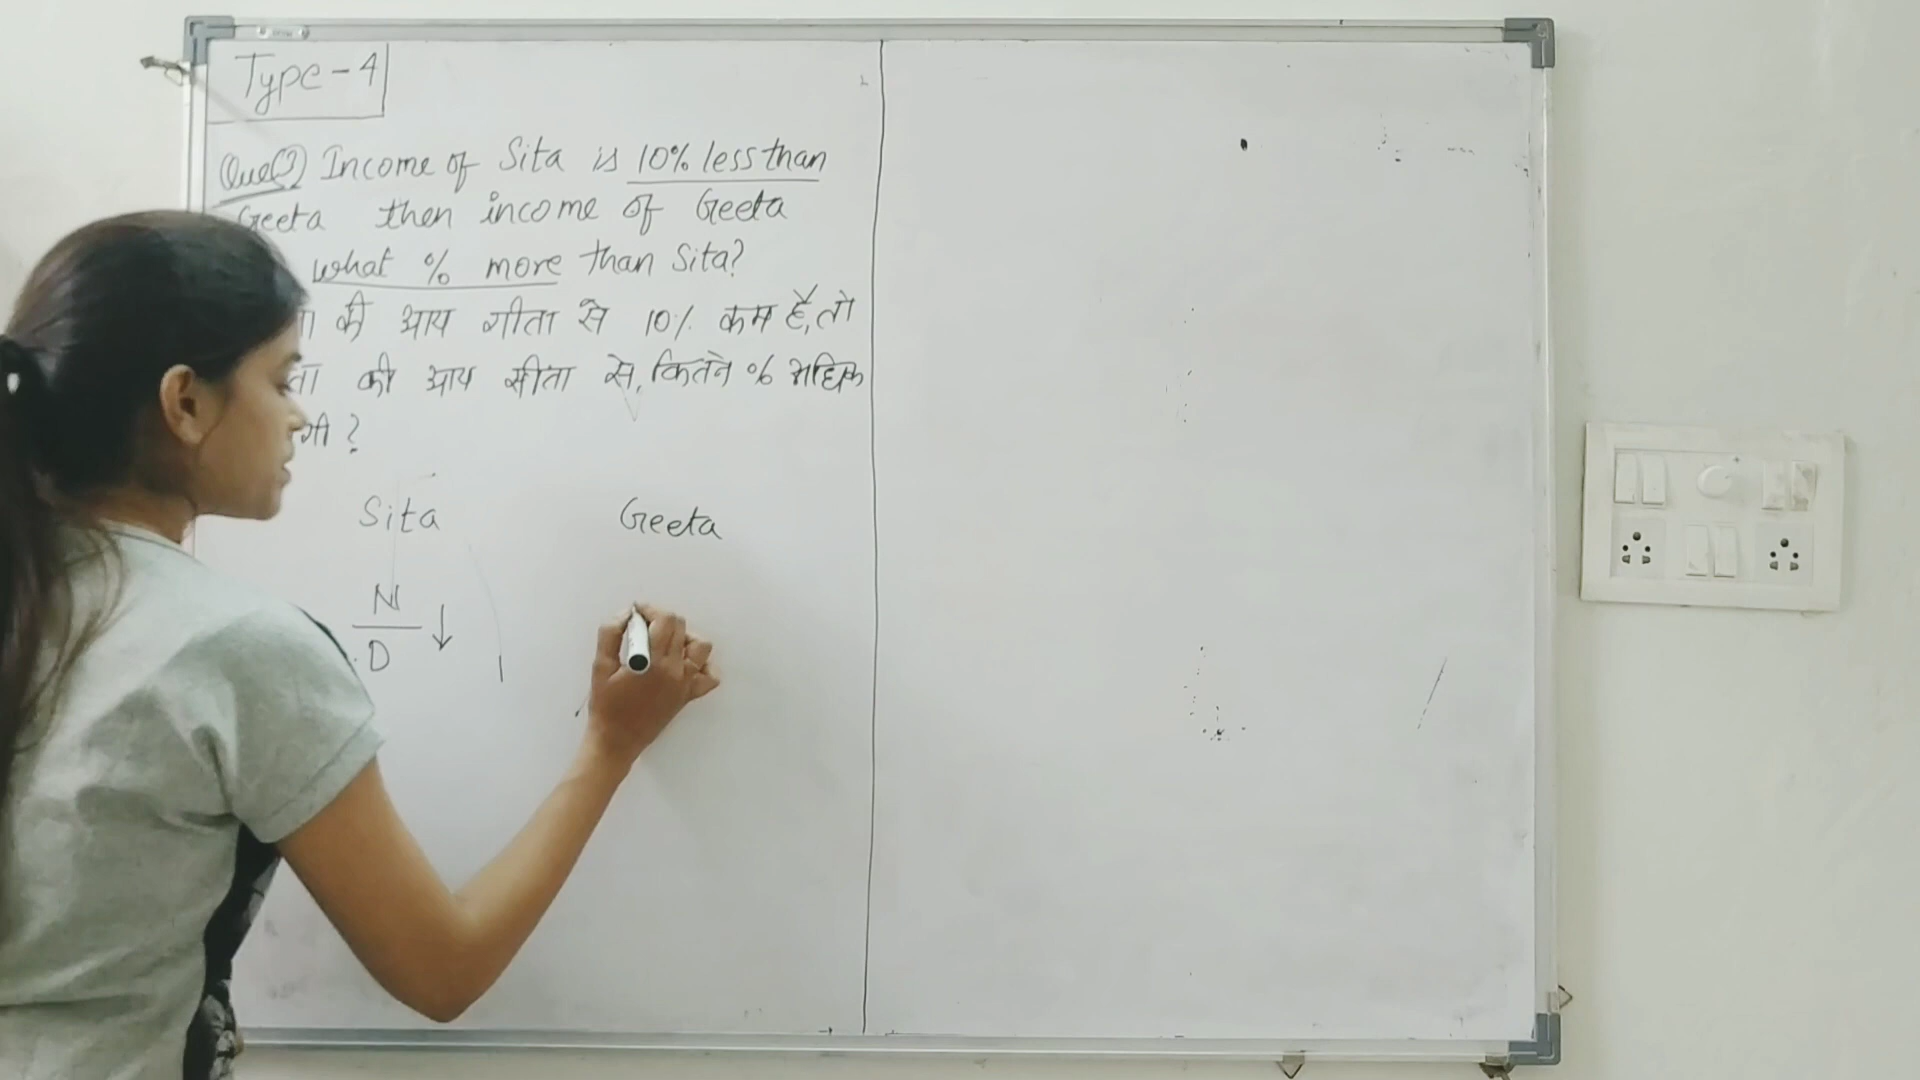 Type-4
Que① Income of Sita is 10% less than
Geeta then income of Geeta
what % more than Sita?
की आय गीता से 10% कम है, तो
की आय सीता से, कितने % अधिक
?
Sita Geeta
N
D